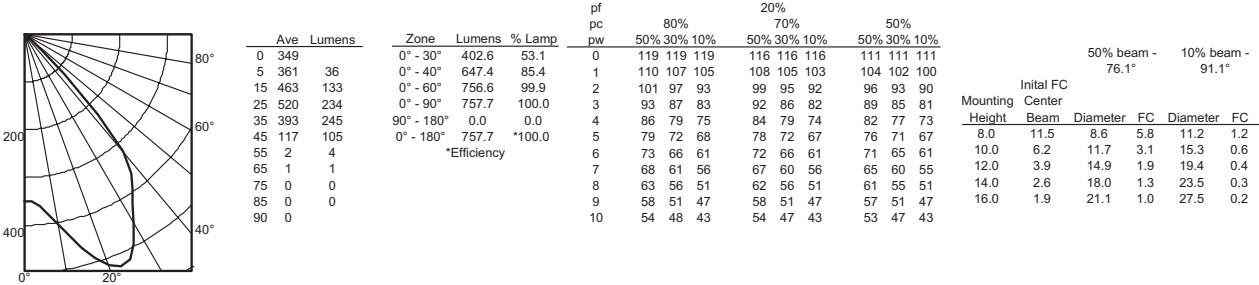 80°
60°
40°
200
400
0° 20°
Ave Lumens
0 349
5 361 36
15 463 133
25 520 234
35 393 245
45 117 105
55 2 4
65 1 1
75 0 0
85 0 0
90 0
Zone Lumens % Lamp
0° - 30° 402.6 53.1
0° - 40° 647.4 85.4
0° - 60° 756.6 99.9
0° - 90° 757.7 100.0
90° - 180° 0.0 0.0
0° - 180° 757.7 *100.0
*Efficiency
pf 20%
pc 80% 70% 50%
pw 50% 30% 10% 50% 30% 10% 50% 30% 10%
0 119 119 119 116 116 116 111 111 111
1 110 107 105 108 105 103 104 102 100
2 101 97 93 99 95 92 96 93 90
3 93 87 83 92 86 82 89 85 81
4 86 79 75 84 79 74 82 77 73
5 79 72 68 78 72 67 76 71 67
6 73 66 61 72 66 61 71 65 61
7 68 61 56 67 60 56 65 60 55
8 63 56 51 62 56 51 61 55 51
9 58 51 47 58 51 47 57 51 47
10 54 48 43 54 47 43 53 47 43
50% beam - 10% beam -
76.1° 91.1°
Inital FC
Mounting Center
Height Beam Diameter FC Diameter FC
8.0 11.5 8.6 5.8 11.2 1.2
10.0 6.2 11.7 3.1 15.3 0.6
12.0 3.9 14.9 1.9 19.4 0.4
14.0 2.6 18.0 1.3 23.5 0.3
16.0 1.9 21.1 1.0 27.5 0.2